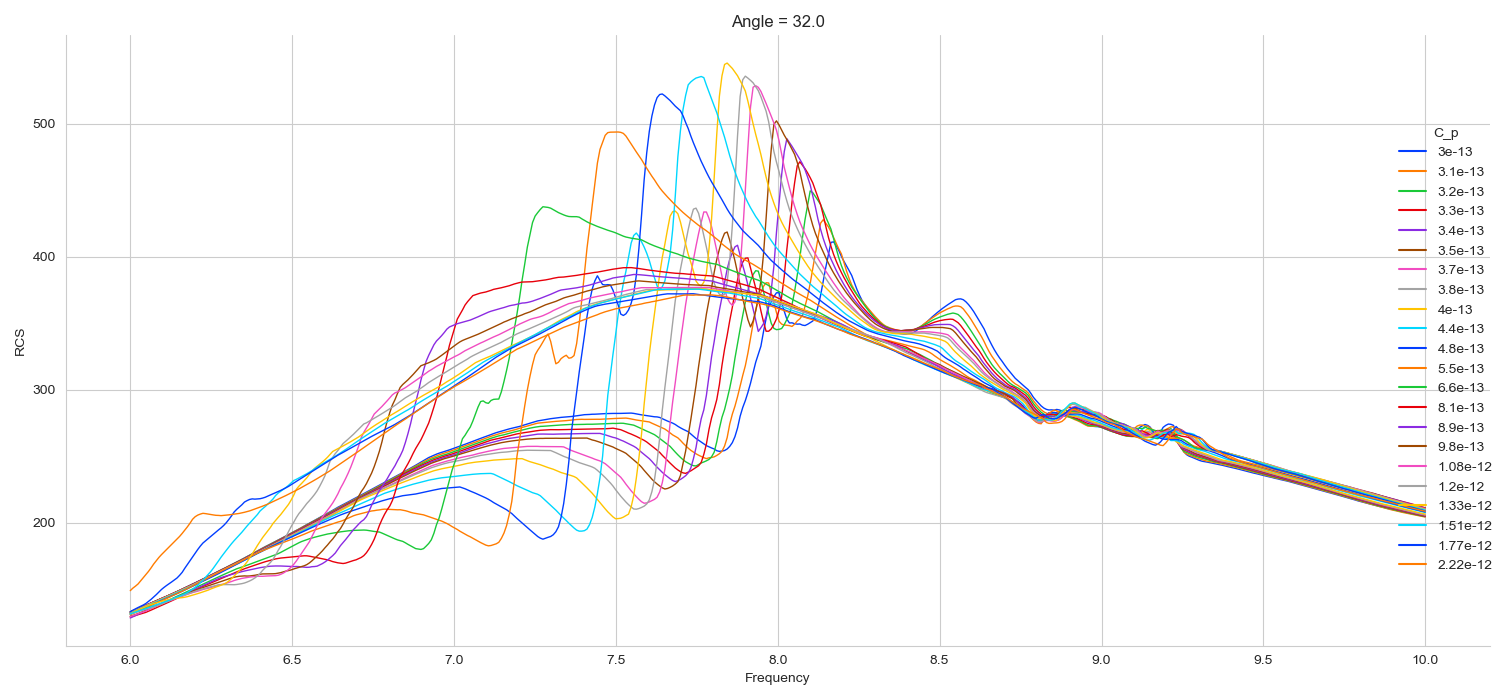 Angle = 32.0
500
400
300
200
RCS
6.0 6.5 7.0 7.5 8.0 8.5 9.0 9.5 10.0
Frequency
C_p
3e-13
3.1e-13
3.2e-13
3.3e-13
3.4e-13
3.5e-13
3.7e-13
3.8e-13
4e-13
4.4e-13
4.8e-13
5.5e-13
6.6e-13
8.1e-13
8.9e-13
9.8e-13
1.08e-12
1.2e-12
1.33e-12
1.51e-12
1.77e-12
2.22e-12